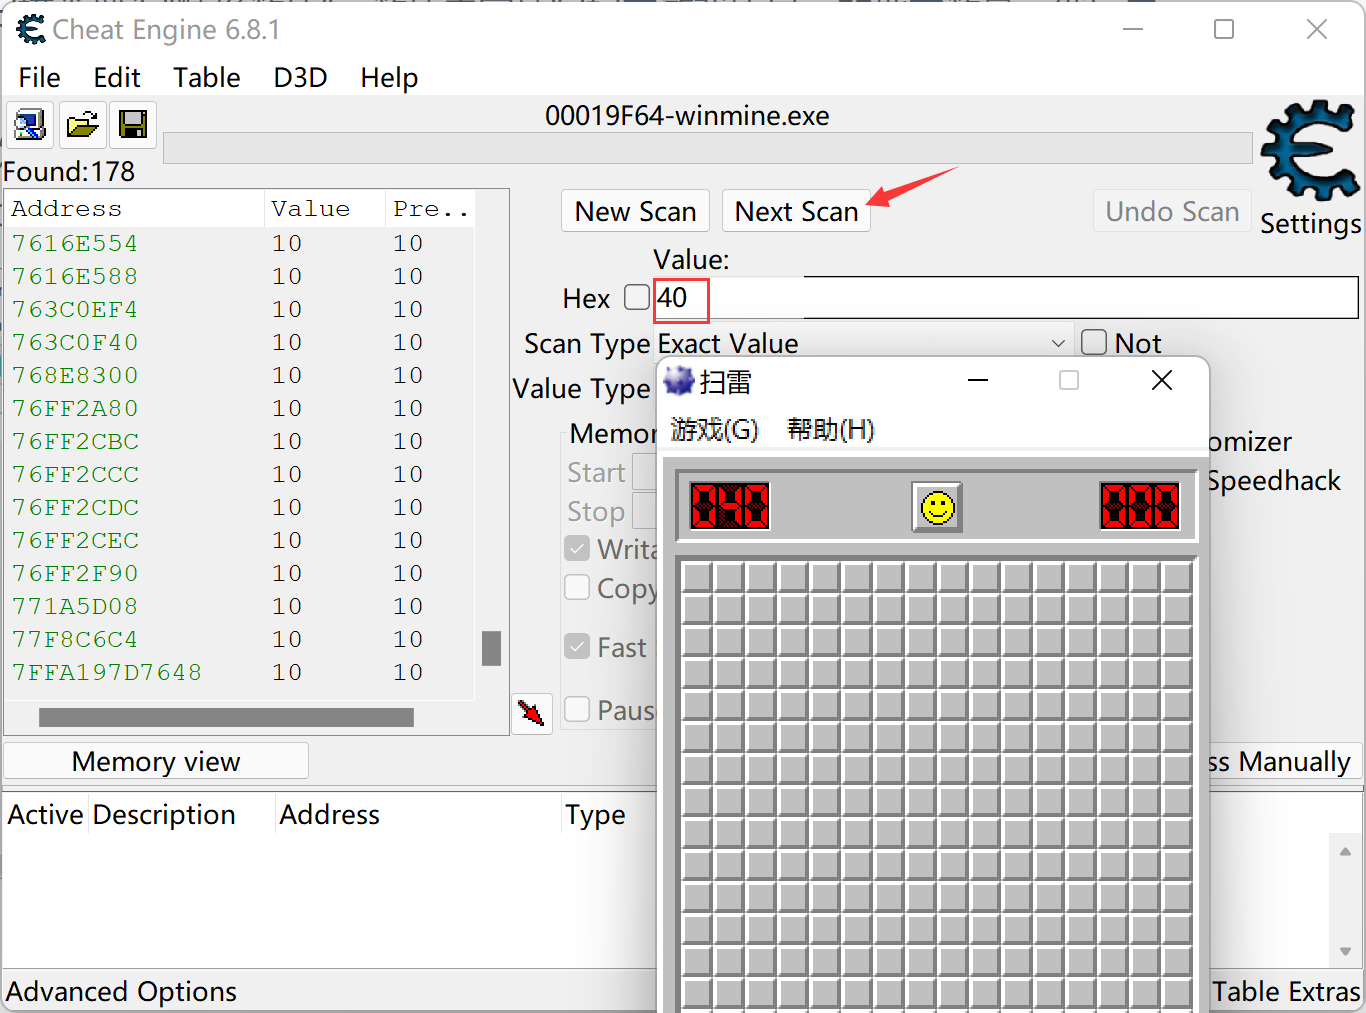 Cheat Engine 6.8.1
File Edit Table D3D Help
00019F64-winmine.exe
Found:178
Address Value Pre..
7616E554 10 10
7616E588 10 10
763C0EF4 10 10
763C0F40 10 10
768E8300 10 10
76FF2A80 10 10
76FF2CBC 10 10
76FF2CCC 10 10
76FF2CDC 10 10
76FF2CEC 10 10
76FF2F90 10 10
771A5D08 10 10
77F8C6C4 10 10
7FFA197D7648 10 10
New Scan Next Scan Undo Scan
Settings
Value:
Hex 40
Scan Type Exact Value Not
Value Type
Memor
Start
Stop
Writa
Copy
Fast
Paus
omizer
Speedhack
扫雷
游戏(G) 帮助(H)
040 000
Memory view
ss Manually
Active Description Address Type
Advanced Options
Table Extras